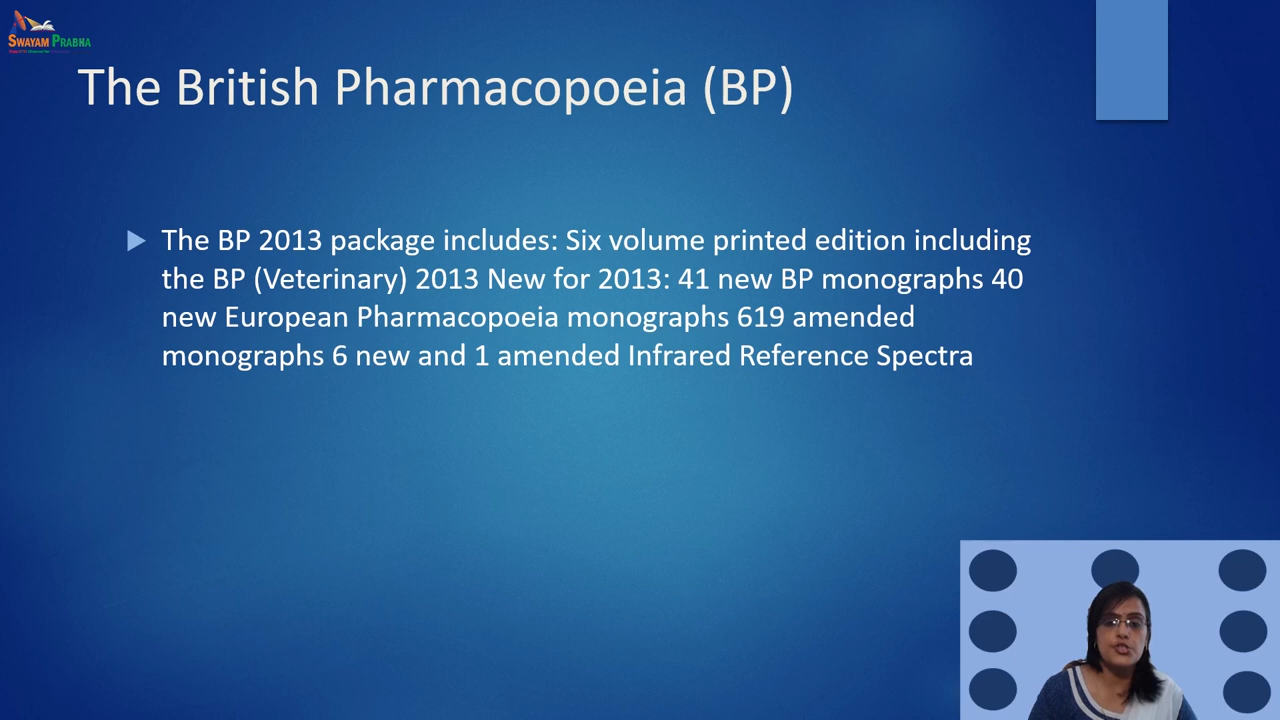 SWAYAM PRABHA
The British Pharmacopoeia (BP)
The BP 2013 package includes: Six volume printed edition including
the BP (Veterinary) 2013 New for 2013: 41 new BP monographs 40
new European Pharmacopoeia monographs 619 amended
monographs 6 new and 1 amended Infrared Reference Spectra